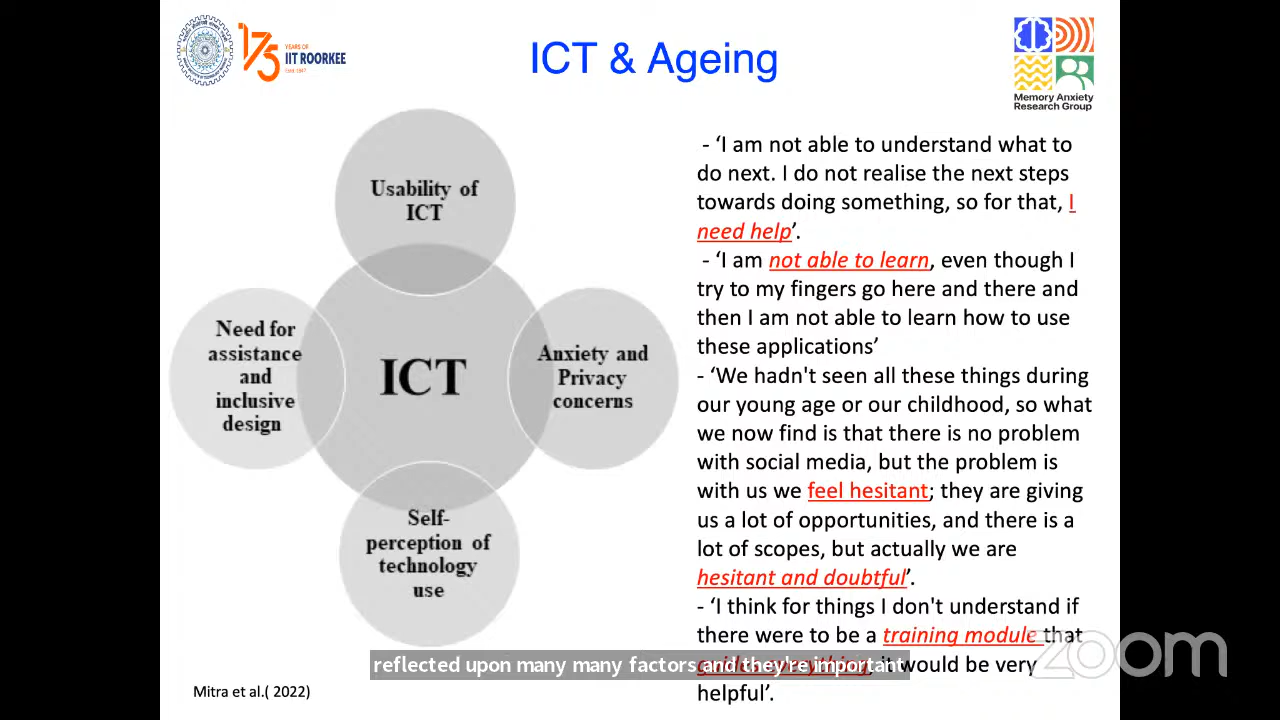 175
YEARS OF
IIT ROORKEE
ICT & Ageing
Memory Anxiety
Research Group
Usability of
ICT
Need for
assistance
and
inclusive
design
ICT
Anxiety and
Privacy
concerns
Self-
perception of
technology
use
- ‘I am not able to understand what to
do next. I do not realise the next steps
towards doing something, so for that, I
need help’.
- ‘I am not able to learn, even though I
try to my fingers go here and there and
then I am not able to learn how to use
these applications’
- ‘We hadn't seen all these things during
our young age or our childhood, so what
we now find is that there is no problem
with social media, but the problem is
with us we feel hesitant; they are giving
us a lot of opportunities, and there is a
lot of scopes, but actually we are
hesitant and doubtful’.
- ‘I think for things I don't understand if
there were to be a training module that
it would be very
helpful’.
zoom
reflected upon many many factors and they're important
Mitra et al.( 2022)